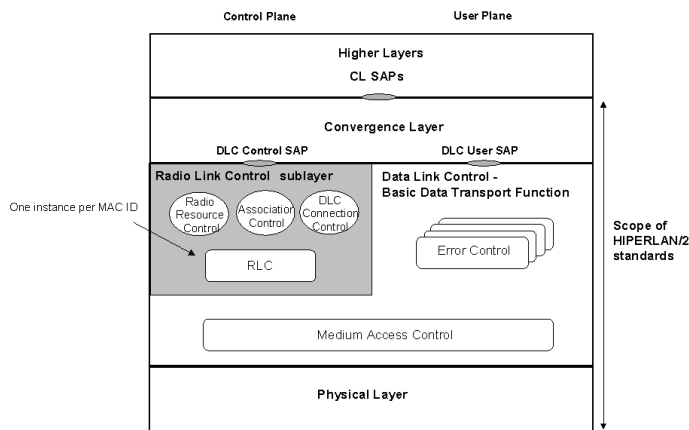 Control Plane
User Plane
Higher Layers
CL SAPs
Convergence Layer
DLC Control SAP
DLC User SAP
Radio Link Control sublayer
Data Link Control -
Basic Data Transport Function
Radio
Resource
Control
Association
Control
DLC
Connection
Control
One instance per MAC ID
RLC
Error Control
Scope of
HIPERLAN/2
standards
Medium Access Control
Physical Layer